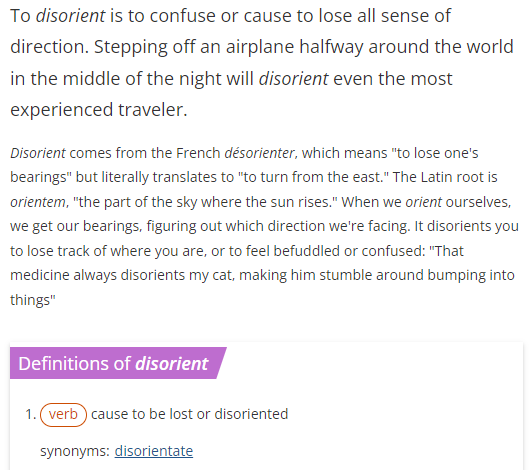 To disorient is to confuse or cause to lose all sense of
direction. Stepping off an airplane halfway around the world
in the middle of the night will disorient even the most
experienced traveler.
Disorient comes from the French désorienter, which means "to lose one's
bearings" but literally translates to "to turn from the east." The Latin root is
orientem, "the part of the sky where the sun rises." When we orient ourselves,
we get our bearings, figuring out which direction we're facing. It disorients you
to lose track of where you are, or to feel befuddled or confused: "That
medicine always disorients my cat, making him stumble around bumping into
things"
Definitions of disorient
1. verb cause to be lost or disoriented
synonyms: disorientate